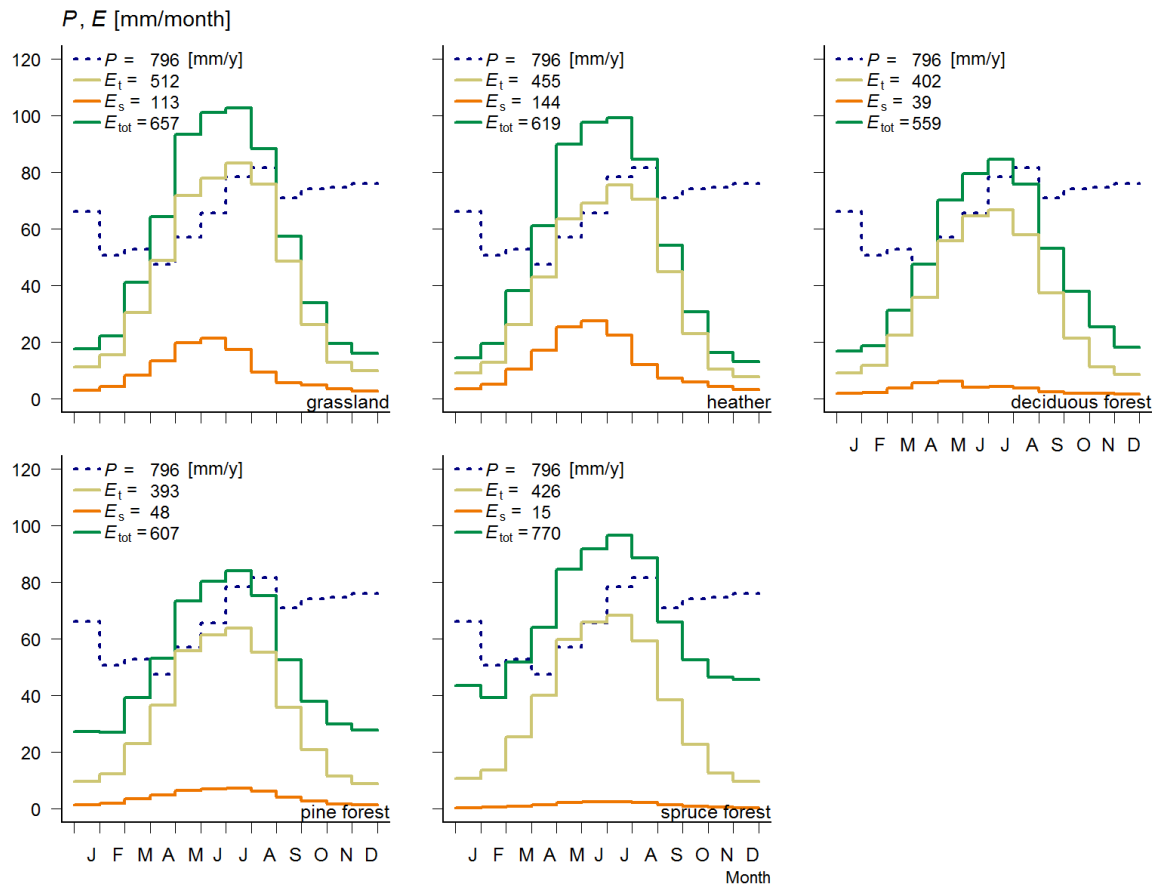 P, E [mm/month]
120
100
80
60
40
20
0
P = 796 [mm/y]
Et = 512
Es = 113
Etot = 657
grassland
P = 796 [mm/y]
Et = 455
Es = 144
Etot = 619
heather
P = 796 [mm/y]
Et = 402
Es = 39
Etot = 559
deciduous forest
J F M A M J J A S O N D
120
100
80
60
40
20
0
P = 796 [mm/y]
Et = 393
Es = 48
Etot = 607
pine forest
J F M A M J J A S O N D
P = 796 [mm/y]
Et = 426
Es = 15
Etot = 770
spruce forest
J F M A M J J A S O N D
Month